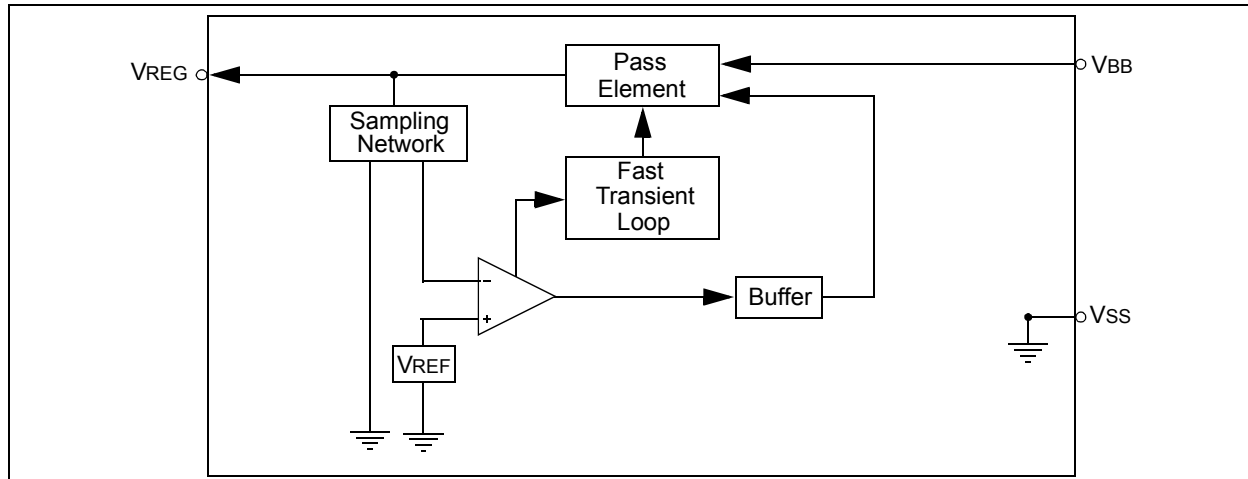 VREG
Pass
Element
VBB
Sampling
Network
Fast
Transient
Loop
-
+
Buffer
VSS
VREF